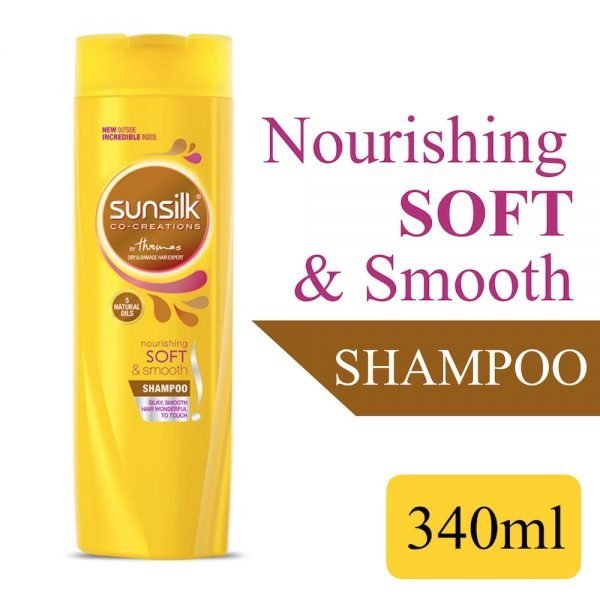 NEW OUTSIDE
INCREDIBLE INSIDE
sunsilk
CO-CREATIONS
BY Thomas
DRY & DAMAGE HAIR EXPERT
5
NATURAL
OILS
nourishing
SOFT
& smooth
SHAMPOO
SILKY, SMOOTH
HAIR WONDERFUL
TO TOUCH
Nourishing
SOFT
& Smooth
SHAMPOO
340ml